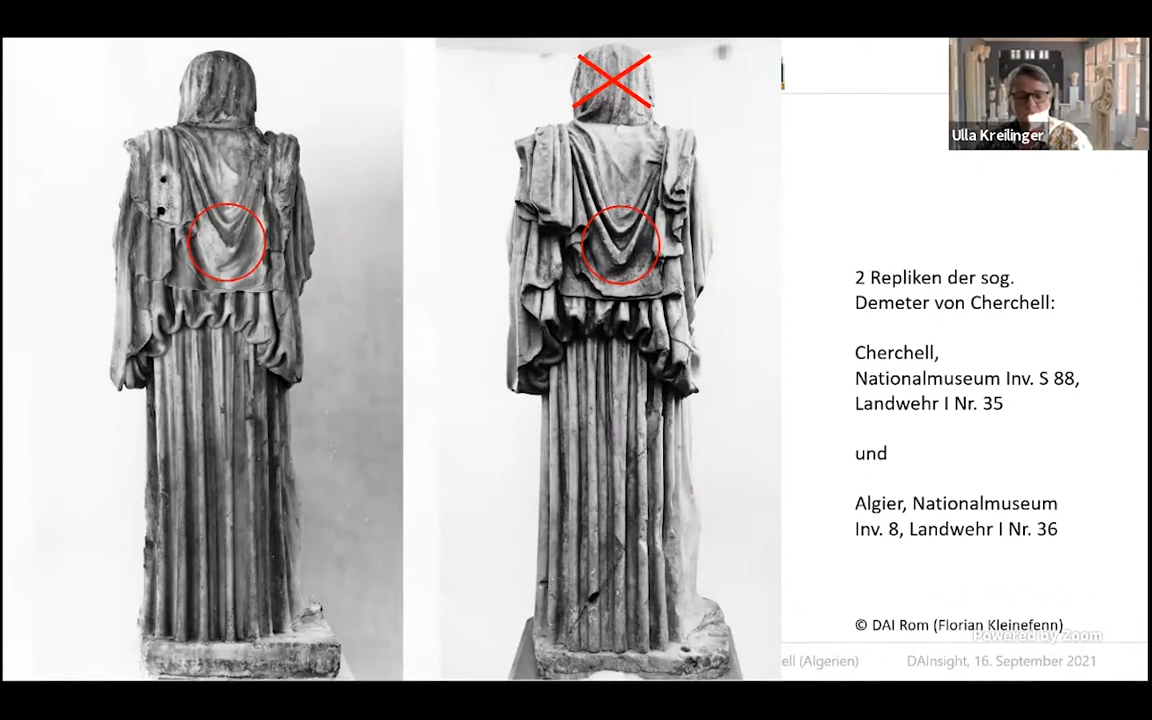 Ulla Kreilinger
2 Repliken der sog.
Demeter von Cherchell:
Cherchell,
Nationalmuseum Inv. S 88,
Landwehr I Nr. 35
und
Algier, Nationalmuseum
Inv. 8, Landwehr I Nr. 36
© DAI Rom (Florian Kleinefenn)
Powered by Zoom
ell (Algerien) DAInsight, 16. September 2021